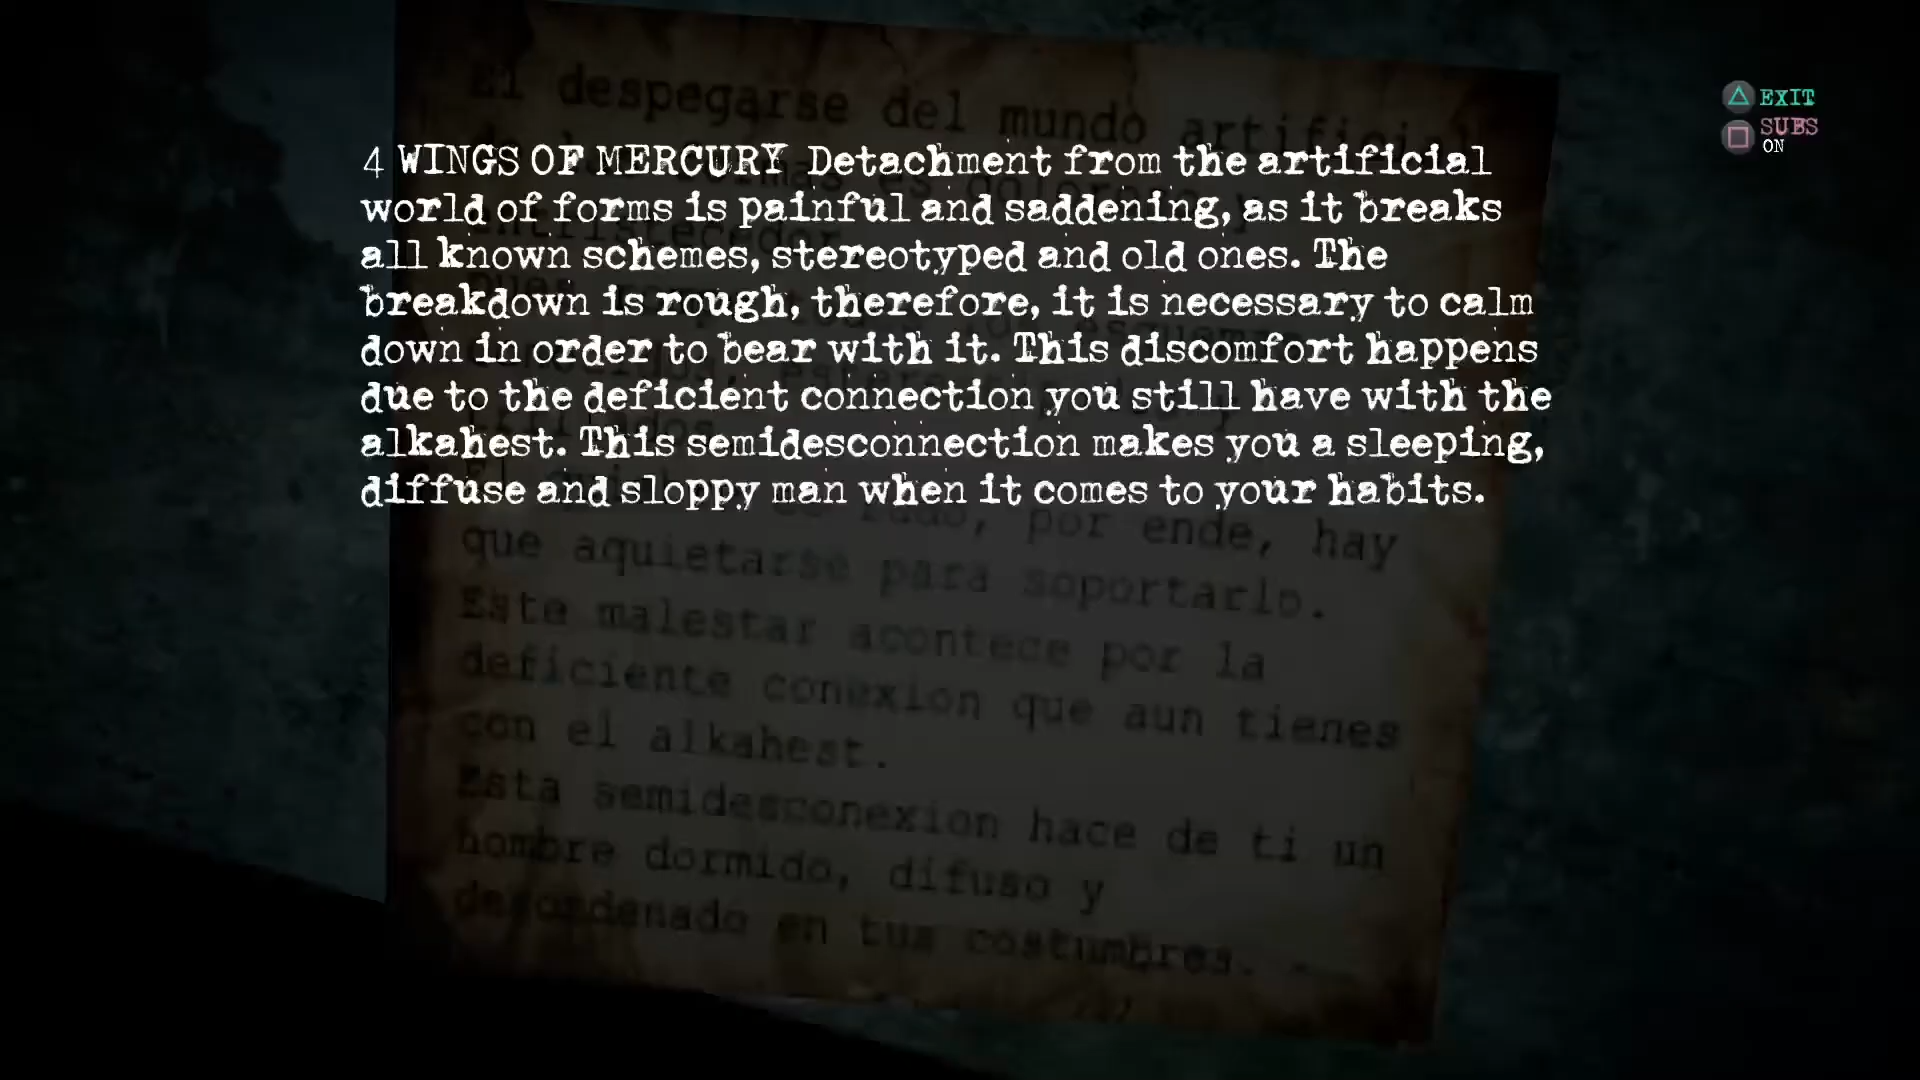 El despegarse del mundo artificial
4 WINGS OF MERCURY Detachment from the artificial
world of forms is painful and saddening, as it breaks
all known schemes, stereotyped and old ones. The
breakdown is rough, therefore, it is necessary to calm
down in order to bear with it. This discomfort happens
due to the deficient connection you still have with the
alkahest. This semidesconnection makes you a sleeping,
diffuse and sloppy man when it comes to your habits.
rudo, por ende, hay
que aquietarse para soportarlo.
Este malestar acontece por la
deficiente conexion que aun tienes
con el alkahest.
Esta semidesconexion hace de ti un
hombre dormido, difuso y
desordenado en tus costumbres.
EXIT
SUBS
ON